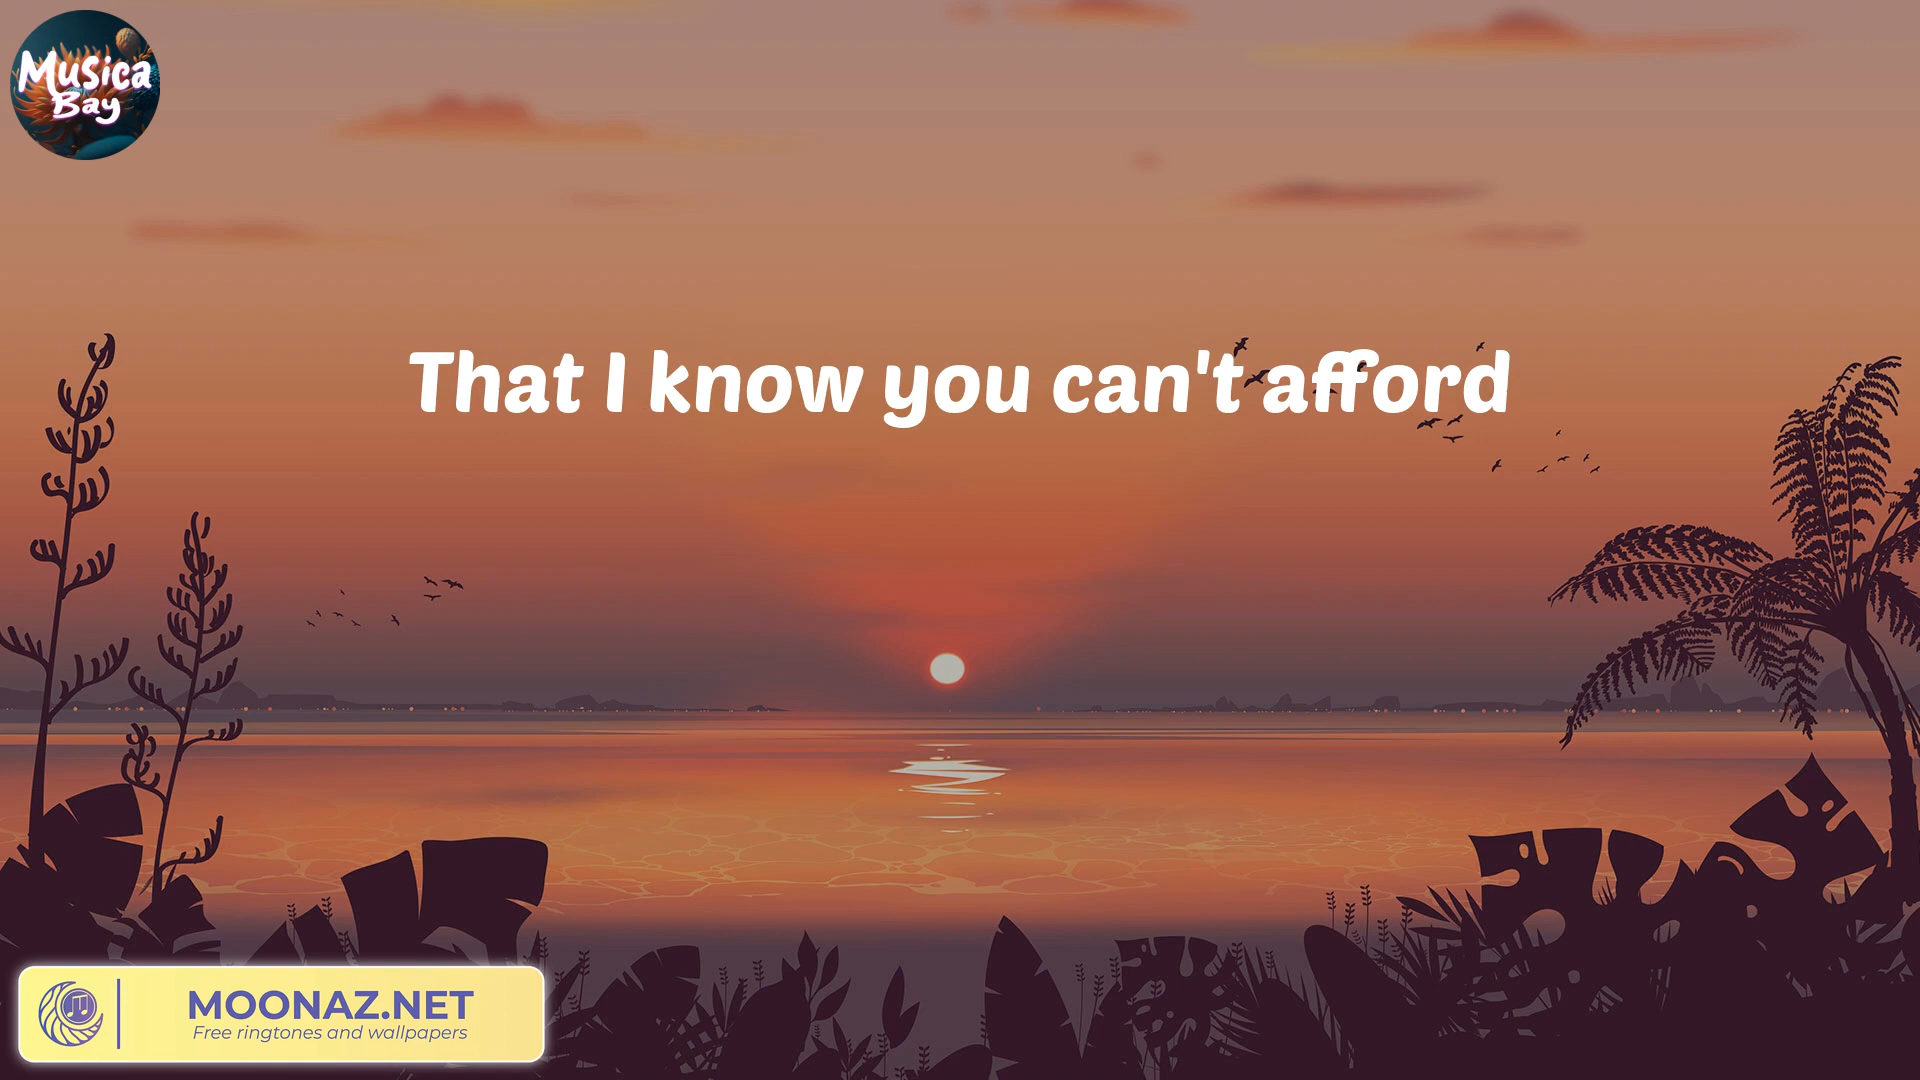 Musica
Bay
That I know you can't afford
MOONAZ.NET
Free ringtones and wallpapers